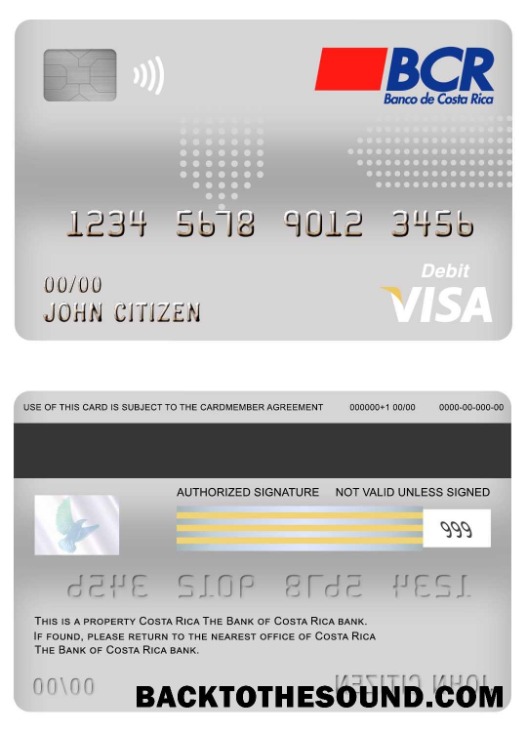 BCR
Banco de Costa Rica
1234 5678 9012 3456
00/00
JOHN CITIZEN
Debit
VISA
USE OF THIS CARD IS SUBJECT TO THE CARDMEMBER AGREEMENT 000000+1 00/00 0000-00-000-00
AUTHORIZED SIGNATURE NOT VALID UNLESS SIGNED
999
THIS IS A PROPERTY COSTA RICA THE BANK OF COSTA RICA BANK.
IF FOUND, PLEASE RETURN TO THE NEAREST OFFICE OF COSTA RICA
THE BANK OF COSTA RICA BANK.
00/00
BACKTOTHESOUND.COM